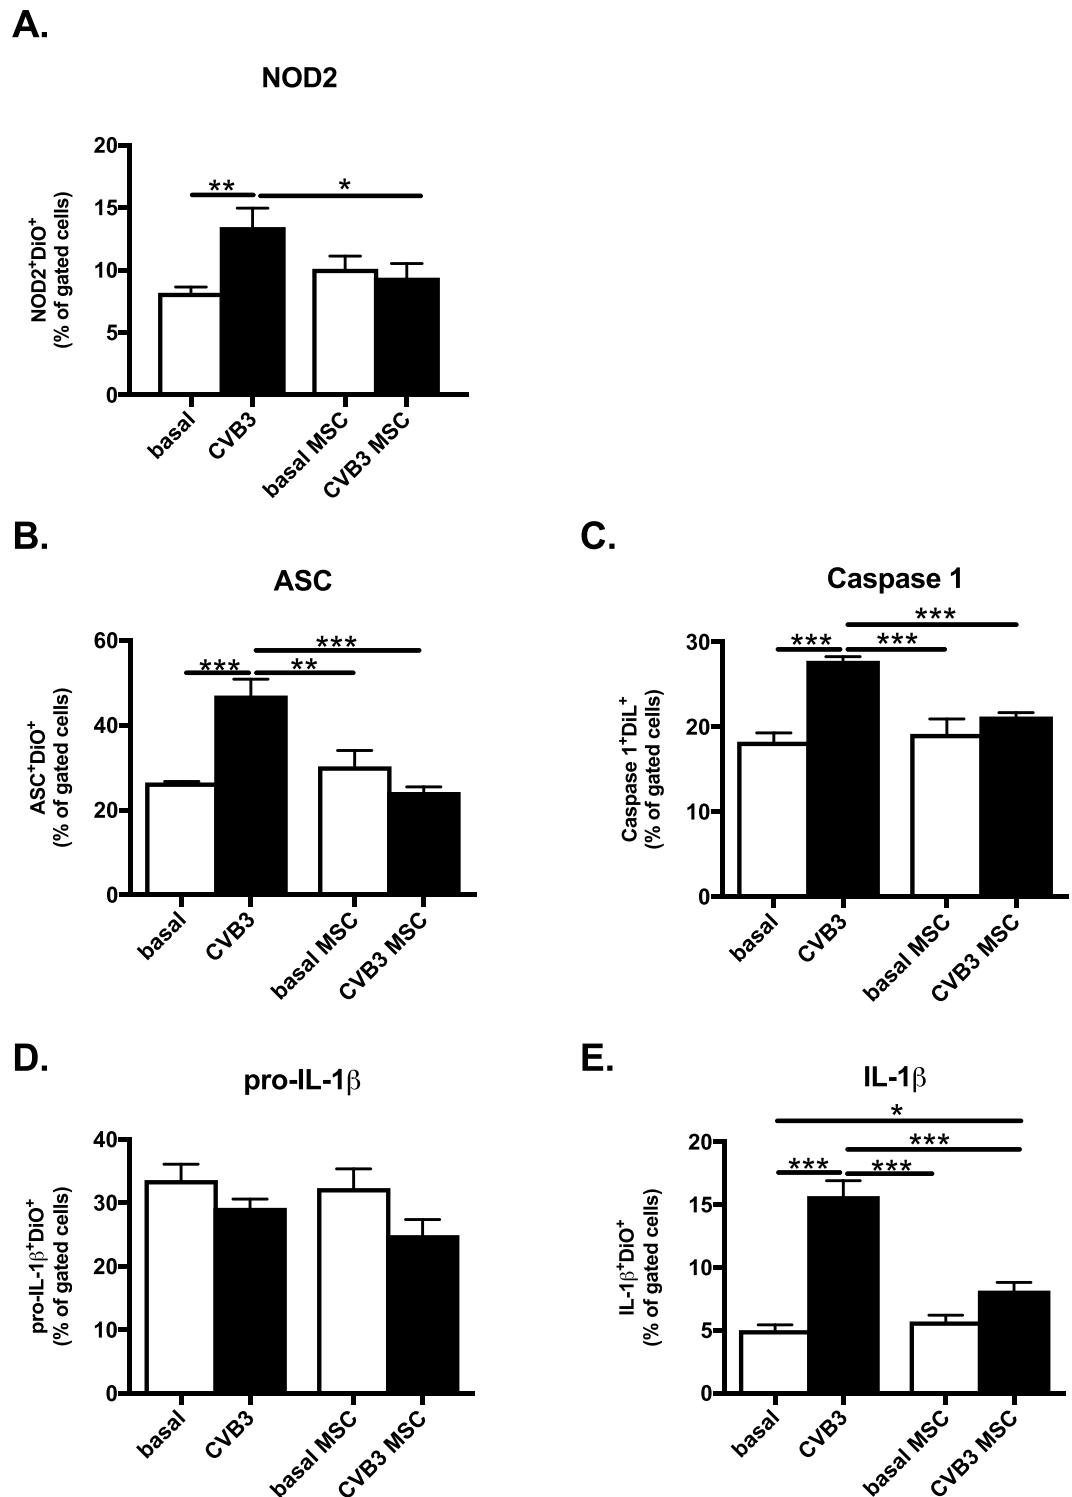 A.
NOD2
NOD2⁺DiO⁺
(% of gated cells)
20
15
10
5
0
**
*
basal
CVB3
basal MSC
CVB3 MSC
B.
ASC
ASC⁺DiO⁺
(% of gated cells)
60
40
20
0
***
***
**
basal
CVB3
basal MSC
CVB3 MSC
C.
Caspase 1
Caspase 1⁺DiL⁺
(% of gated cells)
30
20
10
0
***
***
***
basal
CVB3
basal MSC
CVB3 MSC
D.
pro-IL-1β
pro-IL-1β⁺DiO⁺
(% of gated cells)
40
30
20
10
0
basal
CVB3
basal MSC
CVB3 MSC
E.
IL-1β
IL-1β⁺DiO⁺
(% of gated cells)
20
15
10
5
0
*
***
***
***
basal
CVB3
basal MSC
CVB3 MSC